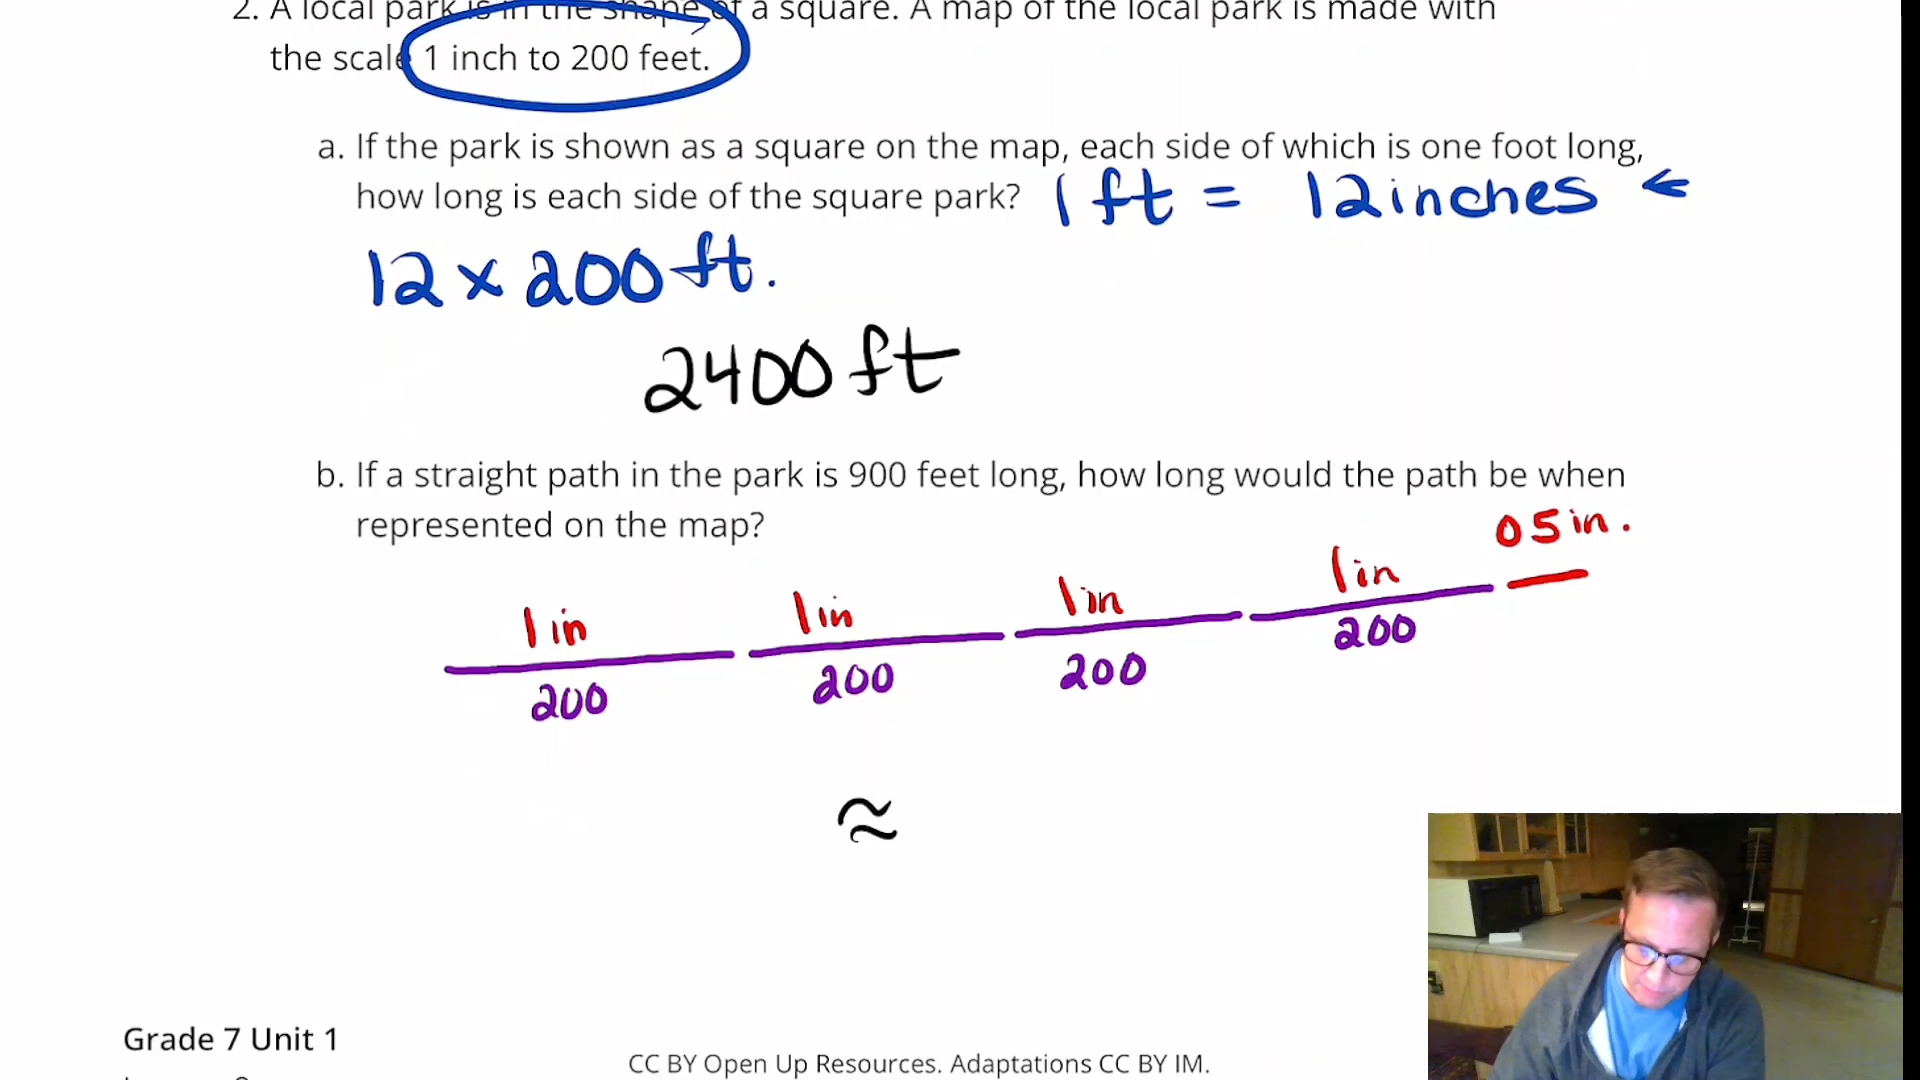 2. A local park is in the shape of a square. A map of the local park is made with
the scale 1 inch to 200 feet.
a. If the park is shown as a square on the map, each side of which is one foot long,
how long is each side of the square park? 1 ft = 12 inches ←
12 x 200 ft.
2400 ft
b. If a straight path in the park is 900 feet long, how long would the path be when
represented on the map?
1 in 1 in 1 in 1 in 0 5 in.
200 200 200 200
≈
Grade 7 Unit 1
CC BY Open Up Resources. Adaptations CC BY IM.